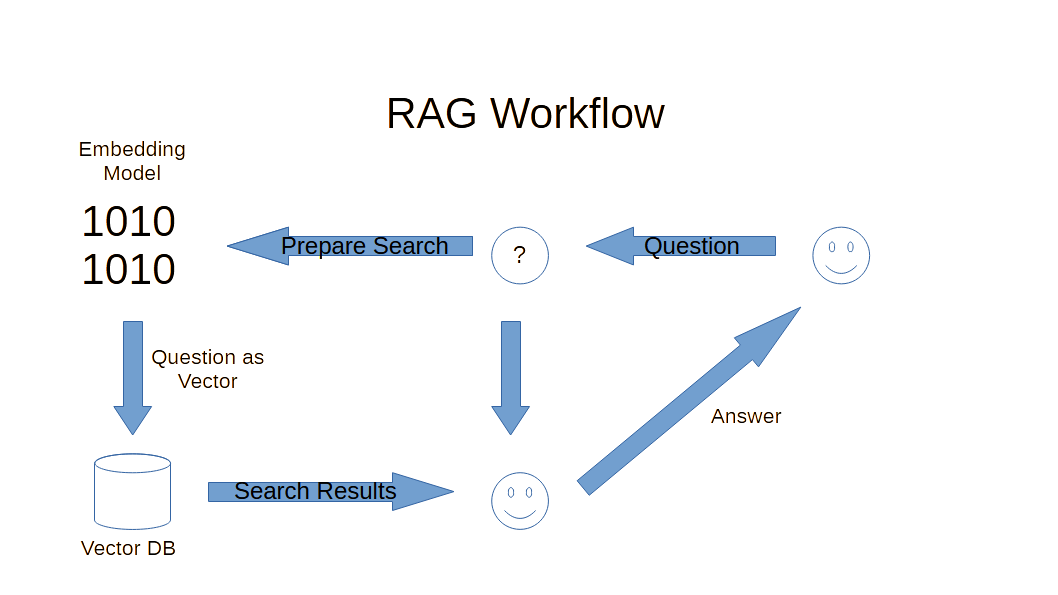 RAG Workflow
Embedding
Model
1010
1010
Prepare Search
?
Question
Question as
Vector
Answer
Search Results
Vector DB